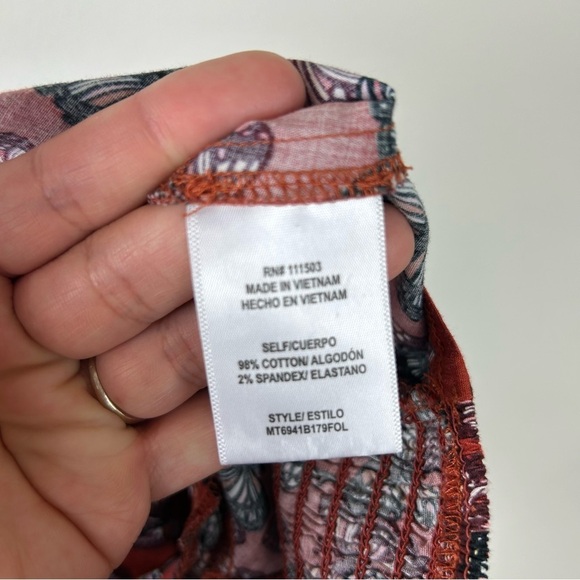 RN# 111503
MADE IN VIETNAM
HECHO EN VIETNAM
SELF/CUERPO
98% COTTON/ ALGODÓN
2% SPANDEX/ ELASTANO
STYLE/ ESTILO
MT6941B179FOL